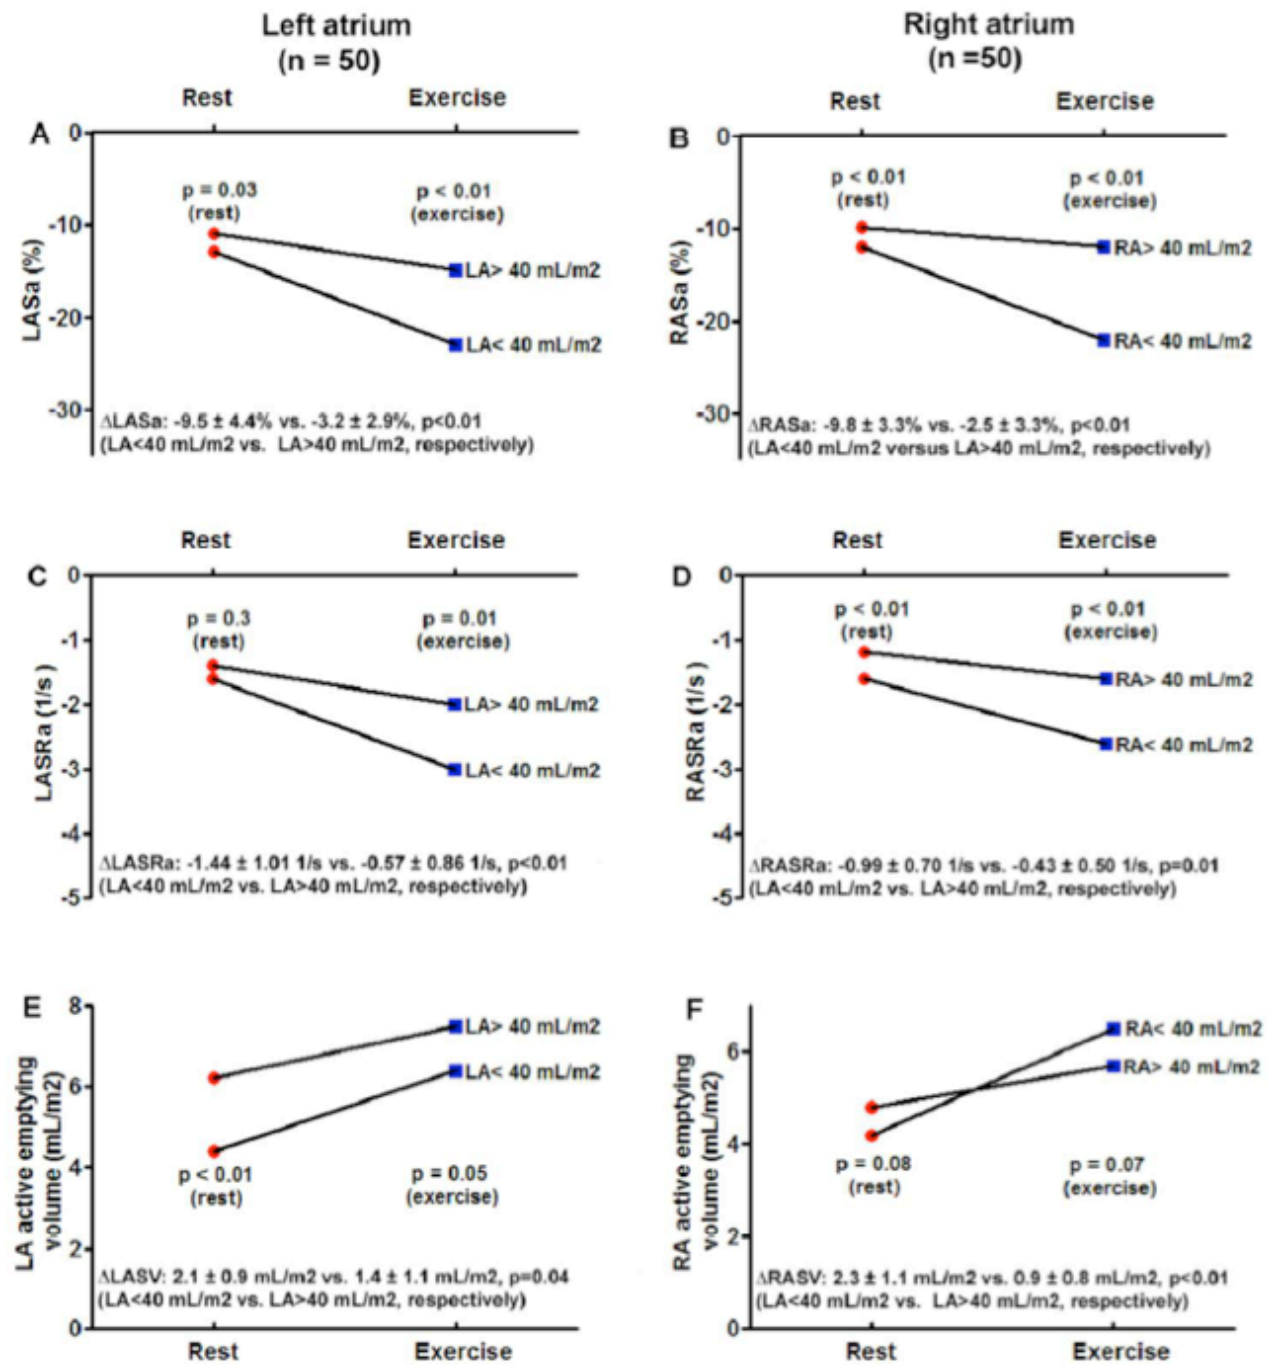 Left atrium
(n = 50)
Right atrium
(n =50)
A
Rest
Exercise
0
-10
-20
-30
LASa (%)
p = 0.03
(rest)
p < 0.01
(exercise)
LA> 40 mL/m2
LA< 40 mL/m2
ΔLASa: -9.5 ± 4.4% vs. -3.2 ± 2.9%, p<0.01
(LA<40 mL/m2 vs. LA>40 mL/m2, respectively)
B
Rest
Exercise
0
-10
-20
-30
RASa (%)
p < 0.01
(rest)
p < 0.01
(exercise)
RA> 40 mL/m2
RA< 40 mL/m2
ΔRASa: -9.8 ± 3.3% vs. -2.5 ± 3.3%, p<0.01
(LA<40 mL/m2 versus LA>40 mL/m2, respectively)
C
Rest
Exercise
0
-1
-2
-3
-4
-5
LASRa (1/s )
p = 0.3
(rest)
p = 0.01
(exercise)
LA> 40 mL/m2
LA< 40 mL/m2
ΔLASRa: -1.44 ± 1.01 1/s vs. -0.57 ± 0.86 1/s, p<0.01
(LA<40 mL/m2 vs. LA>40 mL/m2, respectively)
D
Rest
Exercise
0
-1
-2
-3
-4
-5
RASRa (1/s )
p < 0.01
(rest)
p < 0.01
(exercise)
RA> 40 mL/m2
RA< 40 mL/m2
ΔRASRa: -0.99 ± 0.70 1/s vs. -0.43 ± 0.50 1/s, p=0.01
(LA<40 mL/m2 vs. LA>40 mL/m2, respectively)
E
8
6
4
2
0
LA active emptying
volume (mL/m2)
LA> 40 mL/m2
LA< 40 mL/m2
p < 0.01
(rest)
p = 0.05
(exercise)
ΔLASV: 2.1 ± 0.9 mL/m2 vs. 1.4 ± 1.1 mL/m2, p=0.04
(LA<40 mL/m2 vs. LA>40 mL/m2, respectively)
Rest
Exercise
F
6
4
2
0
RA active emptying
volume (mL/m2)
RA< 40 mL/m2
RA> 40 mL/m2
p = 0.08
(rest)
p = 0.07
(exercise)
ΔRASV: 2.3 ± 1.1 mL/m2 vs. 0.9 ± 0.8 mL/m2, p<0.01
(LA<40 mL/m2 vs. LA>40 mL/m2, respectively)
Rest
Exercise